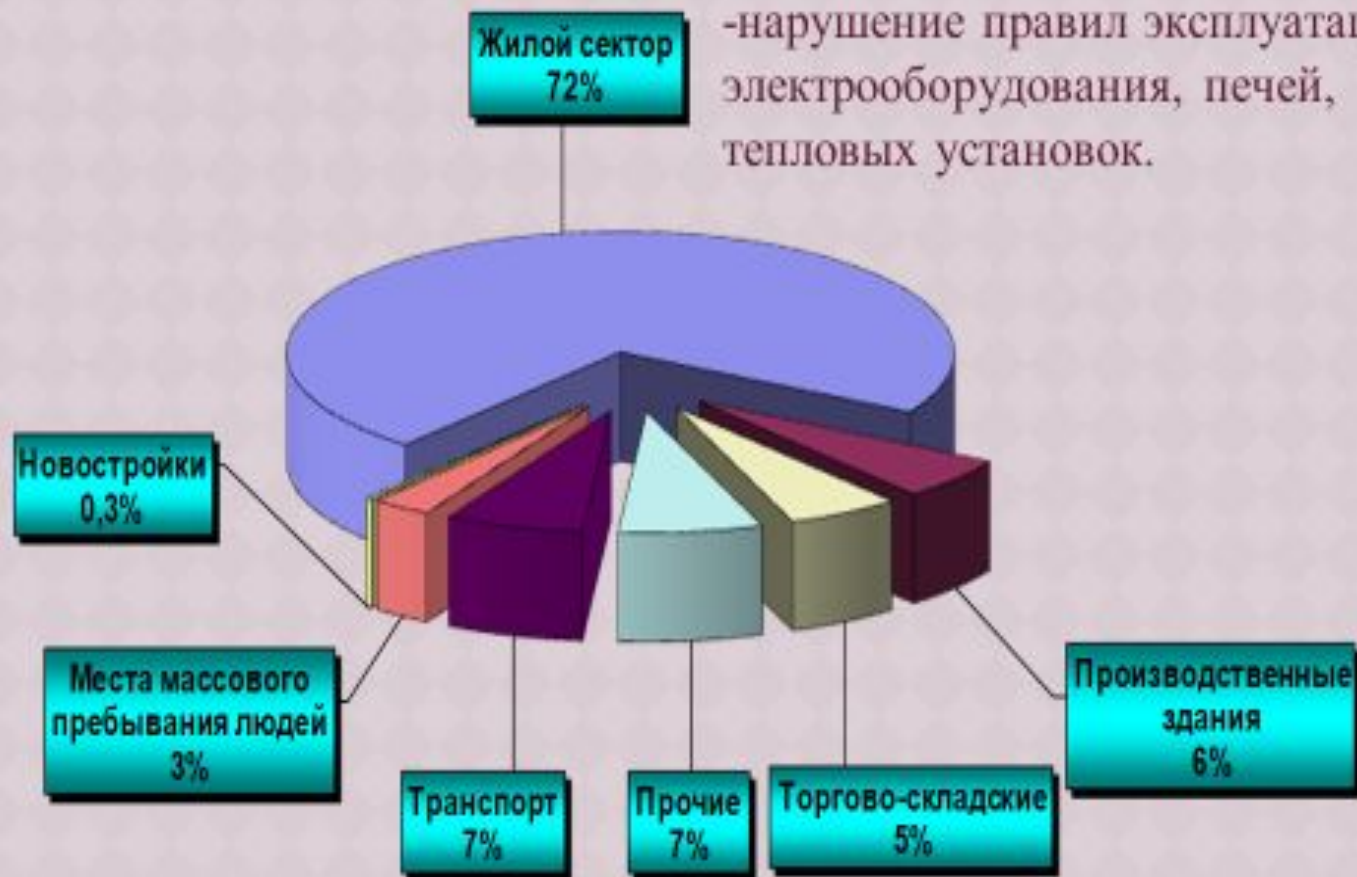 -нарушение правил
электрооборудования, печей,
тепловых установок.
Жилой сектор
72%
Новостройки
0,3%
Места массового
пребывания людей
3%
Транспорт
7%
Прочие
7%
Торгово-складские
5%
Производственные
здания
6%